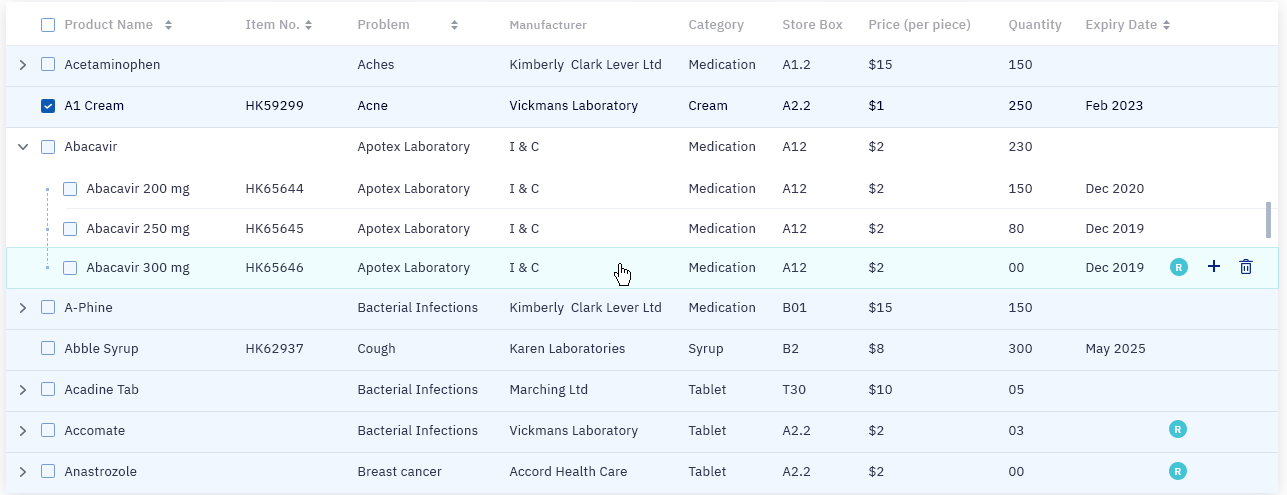 Product Name Item No. Problem Manufacturer Category Store Box Price (per piece) Quantity Expiry Date
Acetaminophen Aches Kimberly Clark Lever Ltd Medication A1.2 $15 150
A1 Cream HK59299 Acne Vickmans Laboratory Cream A2.2 $1 250 Feb 2023
Abacavir Apotex Laboratory I & C Medication A12 $2 230
Abacavir 200 mg HK65644 Apotex Laboratory I & C Medication A12 $2 150 Dec 2020
Abacavir 250 mg HK65645 Apotex Laboratory I & C Medication A12 $2 80 Dec 2019
Abacavir 300 mg HK65646 Apotex Laboratory I & C Medication A12 $2 00 Dec 2019 R
A-Phine Bacterial Infections Kimberly Clark Lever Ltd Medication B01 $15 150
Abble Syrup HK62937 Cough Karen Laboratories Syrup B2 $8 300 May 2025
Acadine Tab Bacterial Infections Marching Ltd Tablet T30 $10 05
Accomate Bacterial Infections Vickmans Laboratory Tablet A2.2 $2 03 R
Anastrozole Breast cancer Accord Health Care Tablet A2.2 $2 00 R